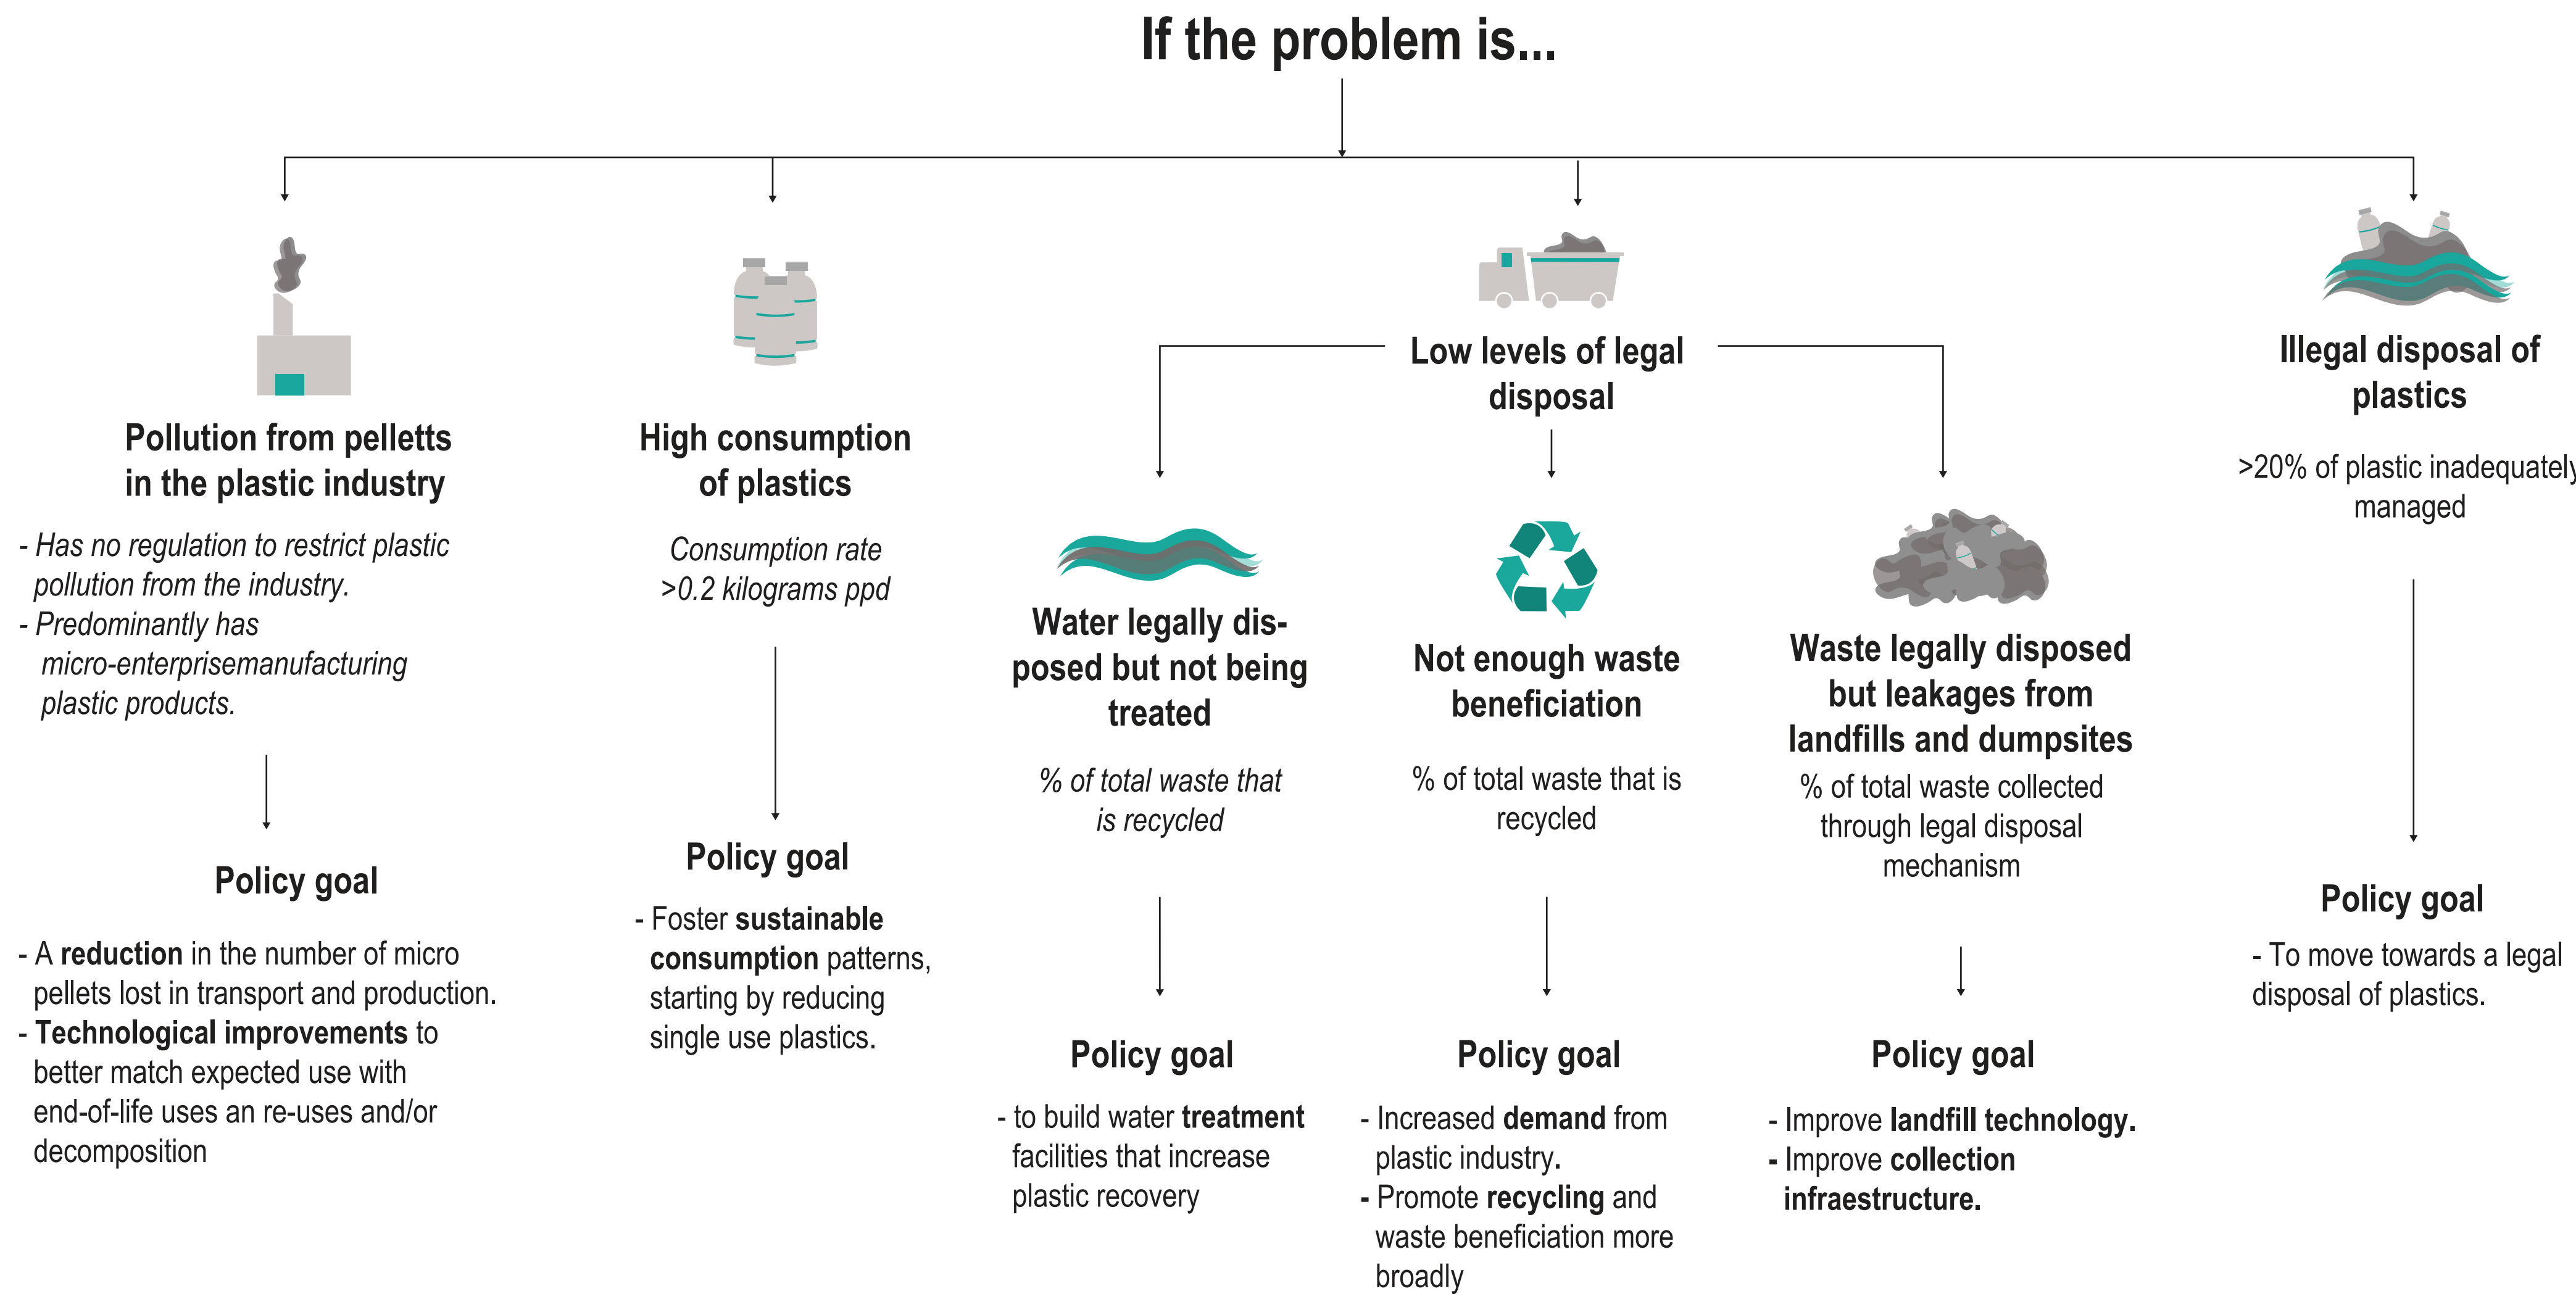 If the problem is...
Pollution from pelletts
in the plastic industry
- Has no regulation to restrict plastic
pollution from the industry.
- Predominantly has
micro-enterprisemanufacturing
plastic products.
Policy goal
- A reduction in the number of micro
pellets lost in transport and production.
- Technological improvements to
better match expected use with
end-of-life uses an re-uses and/or
decomposition
High consumption
of plastics
Consumption rate
>0.2 kilograms ppd
Policy goal
- Foster sustainable
consumption patterns,
starting by reducing
single use plastics.
Low levels of legal
disposal
Water legally dis-
posed but not being
treated
% of total waste that
is recycled
Policy goal
- to build water treatment
facilities that increase
plastic recovery
Not enough waste
beneficiation
% of total waste that is
recycled
Policy goal
- Increased demand from
plastic industry.
- Promote recycling and
waste beneficiation more
broadly
Waste legally disposed
but leakages from
landfills and dumpsites
% of total waste collected
through legal disposal
mechanism
Policy goal
- Improve landfill technology.
- Improve collection
infraestructure.
Illegal disposal of
plastics
>20% of plastic inadequately
managed
Policy goal
- To move towards a legal
disposal of plastics.